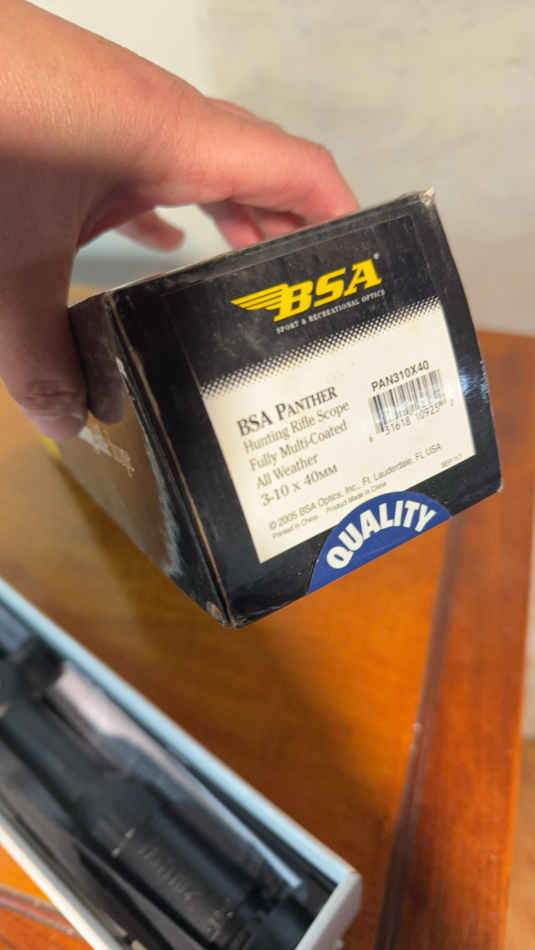 BSA®
SPORT & RECREATIONAL OPTICS
BSA PANTHER
Hunting Rifle Scope
Fully Multi-Coated
All Weather
3-10 x 40MM
PAN310X40
© 2005 BSA Optics, Inc., Ft. Lauderdale, FL USA
Printed in China Product Made in China
QUALITY